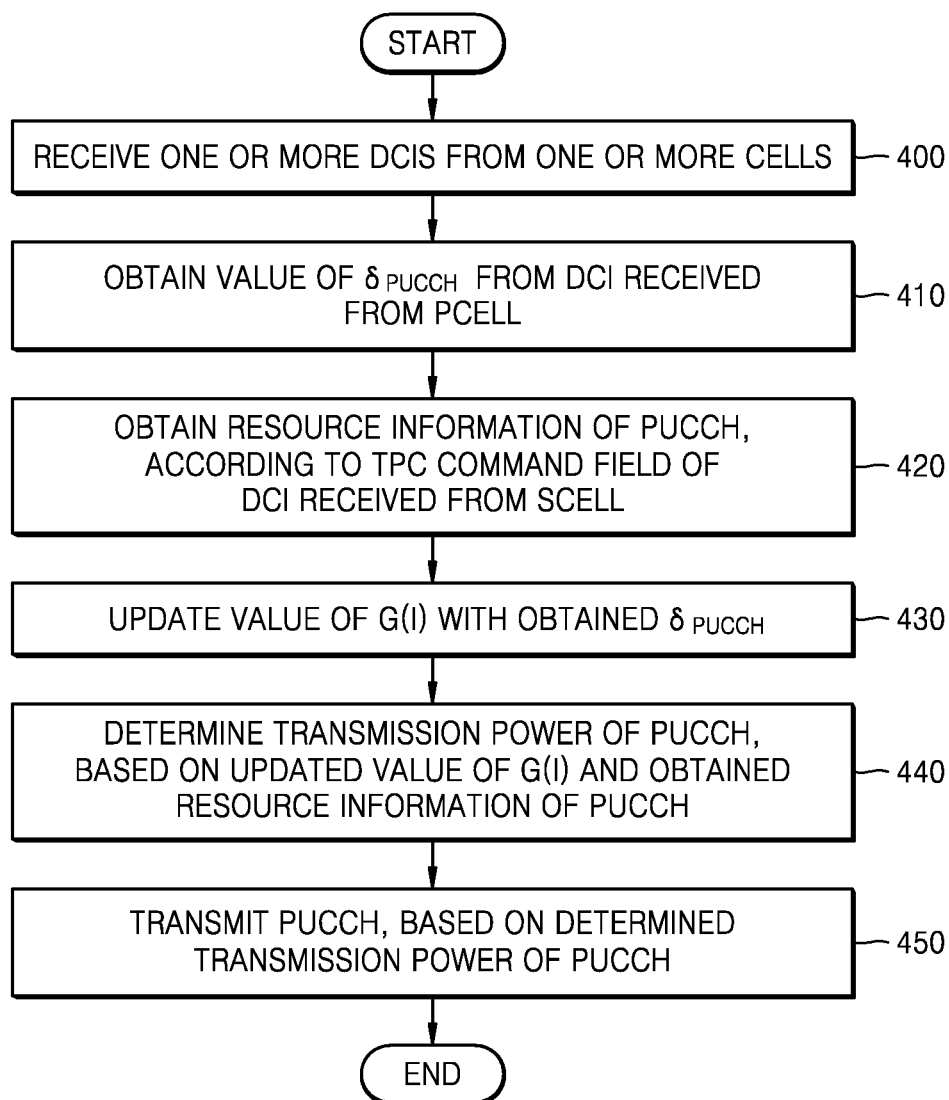 START
RECEIVE ONE OR MORE DCIS FROM ONE OR MORE CELLS
400
OBTAIN VALUE OF δ PUCCH FROM DCI RECEIVED
FROM PCELL
410
OBTAIN RESOURCE INFORMATION OF PUCCH,
ACCORDING TO TPC COMMAND FIELD OF
DCI RECEIVED FROM SCELL
420
UPDATE VALUE OF G(I) WITH OBTAINED δ PUCCH
430
DETERMINE TRANSMISSION POWER OF PUCCH,
BASED ON UPDATED VALUE OF G(I) AND OBTAINED
RESOURCE INFORMATION OF PUCCH
440
TRANSMIT PUCCH, BASED ON DETERMINED
TRANSMISSION POWER OF PUCCH
450
END